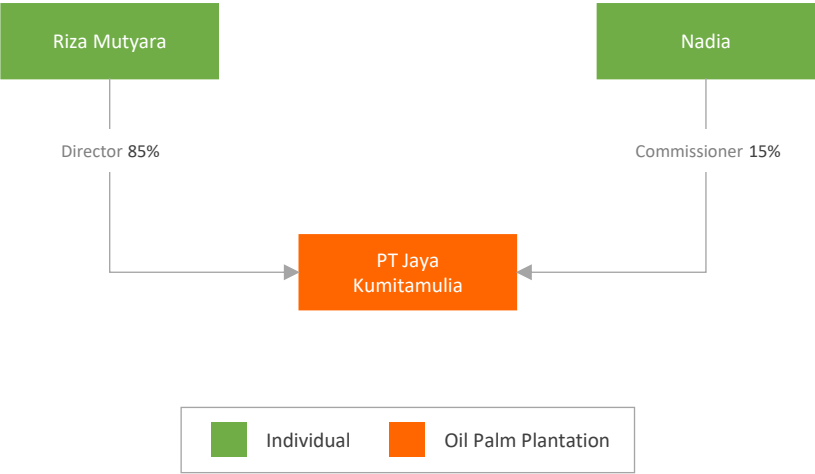 Riza Mutyara
Nadia
Director 85%
Commissioner 15%
PT Jaya
Kumitamulia
Individual
Oil Palm Plantation